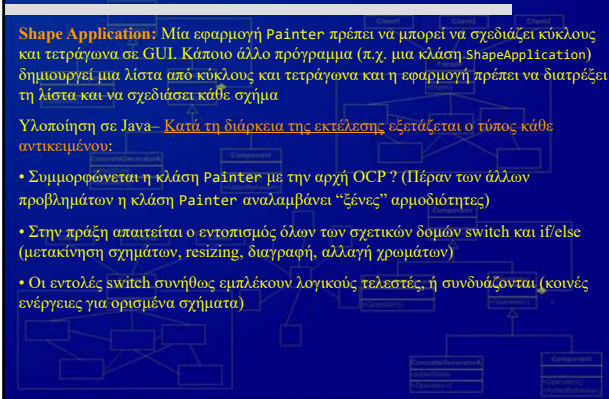 Shape Application: Μία εφαρμογή Painter πρέπει να μπορεί να σχεδιάζει κύκλους
και τετράγωνα σε GUI. Κάποιο άλλο πρόγραμμα (π.χ. μια κλάση ShapeApplication)
δημιουργεί μια λίστα από κύκλους και τετράγωνα και η εφαρμογή πρέπει να διατρέξει
τη λίστα και να σχεδιάσει κάθε σχήμα
Υλοποίηση σε Java– Κατά τη διάρκεια της εκτέλεσης εξετάζεται ο τύπος κάθε
αντικειμένου:
• Συμμορφώνεται η κλάση Painter με την αρχή OCP ? (Πέραν των άλλων
προβλημάτων η κλάση Painter αναλαμβάνει “ξένες” αρμοδιότητες)
• Στην πράξη απαιτείται ο εντοπισμός όλων των σχετικών δομών switch και if/else
(μετακίνηση σχημάτων, resizing, διαγραφή, αλλαγή χρωμάτων)
• Οι εντολές switch συνήθως εμπλέκουν λογικούς τελεστές, ή συνδυάζονται (κοινές
ενέργειες για ορισμένα σχήματα)